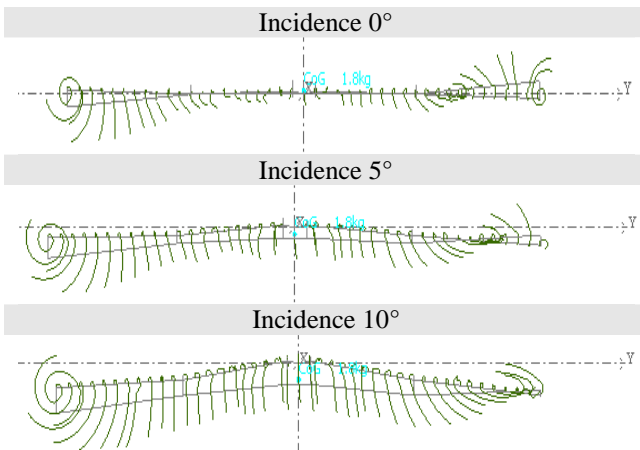 Incidence 0°
CoG 1.8kg
X
Y
Incidence 5°
X
CoG 1.8kg
Y
Incidence 10°
X
Y
CoG